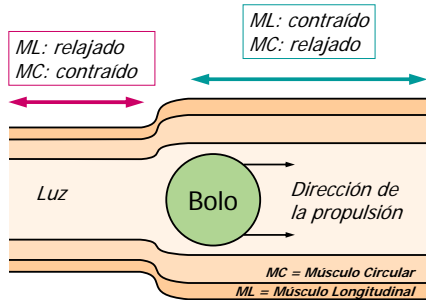 ML: relajado
MC: contraído
ML: contraído
MC: relajado
Luz
Bolo
Dirección de
la propulsión
MC = Músculo Circular
ML = Músculo Longitudinal